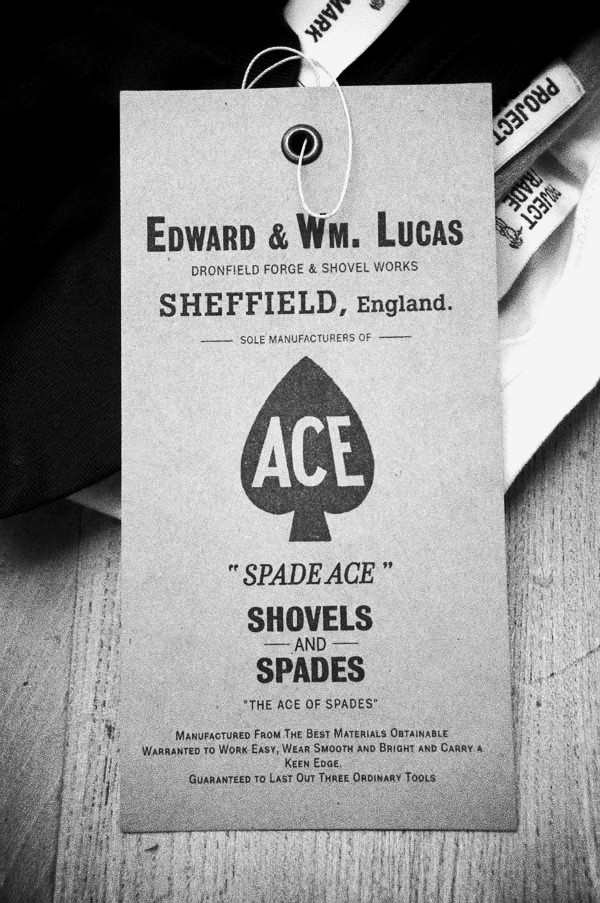 MARK
PROJECT
PROJECT
TRADE
EDWARD & WM. LUCAS
DRONFIELD FORGE & SHOVEL WORKS
SHEFFIELD, England.
SOLE MANUFACTURERS OF
ACE
"SPADE ACE"
SHOVELS
AND
SPADES
"THE ACE OF SPADES"
MANUFACTURED FROM THE BEST MATERIALS OBTAINABLE
WARRANTED TO WORK EASY, WEAR SMOOTH AND BRIGHT AND CARRY A
KEEN EDGE.
GUARANTEED TO LAST OUT THREE ORDINARY TOOLS